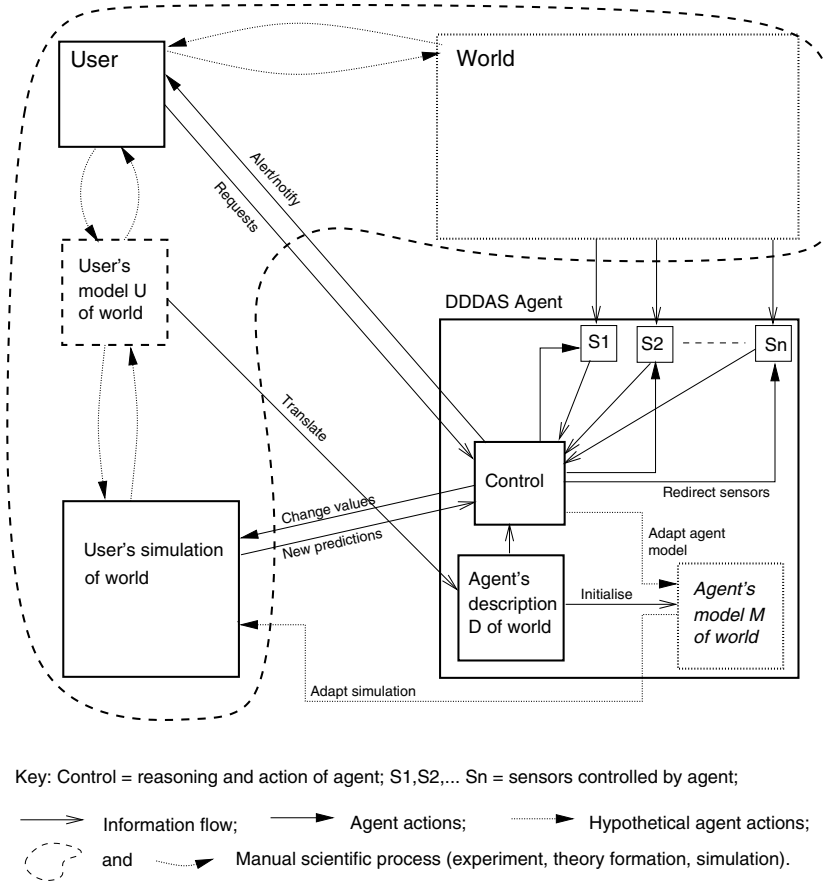 User
World
Alert/notify
Requests
User's
model U
of world
DDDAS Agent
S1
S2
Sn
Translate
Control
Redirect sensors
Change values
New predictions
Adapt agent
model
User's simulation
of world
Agent's
description
D of world
Initialise
Agent's
model M
of world
Adapt simulation
Key: Control = reasoning and action of agent; S1,S2,... Sn = sensors controlled by agent;
Information flow;
Agent actions;
Hypothetical agent actions;
and
Manual scientific process (experiment, theory formation, simulation).